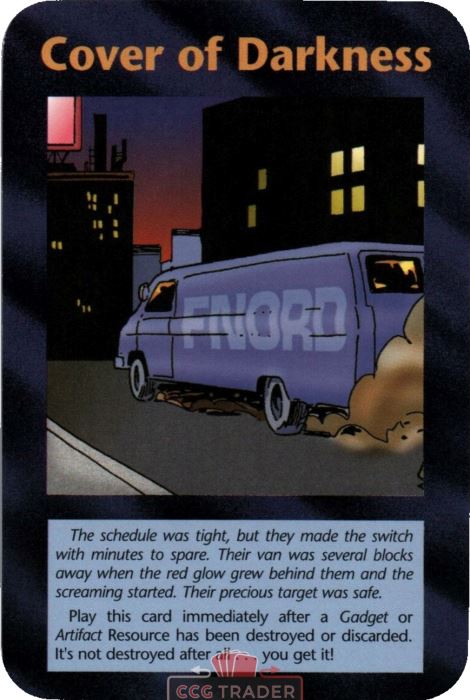 Cover of Darkness
FNORD
The schedule was tight, but they made the switch
with minutes to spare. Their van was several blocks
away when the red glow grew behind them and the
screaming started. Their precious target was safe.
Play this card immediately after a Gadget or
Artifact Resource has been destroyed or discarded.
It's not destroyed after all . . . you get it!
CCG TRADER